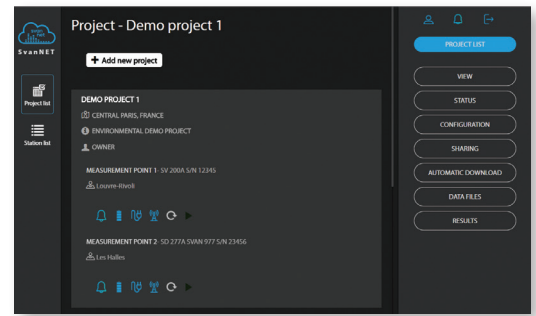 Project - Demo project 1
SvanNET
PROJECT LIST
+ Add new project
VIEW
Project list
DEMO PROJECT 1
STATUS
CENTRAL PARIS, FRANCE
CONFIGURATION
ENVIRONMENTAL DEMO PROJECT
Station list
OWNER
SHARING
MEASUREMENT POINT 1- SV 200A S/N 12345
AUTOMATIC DOWNLOAD
Louvre-Rivoli
DATA FILES
RESULTS
MEASUREMENT POINT 2- SD 277A SVAN 977 S/N 23456
Les Halles